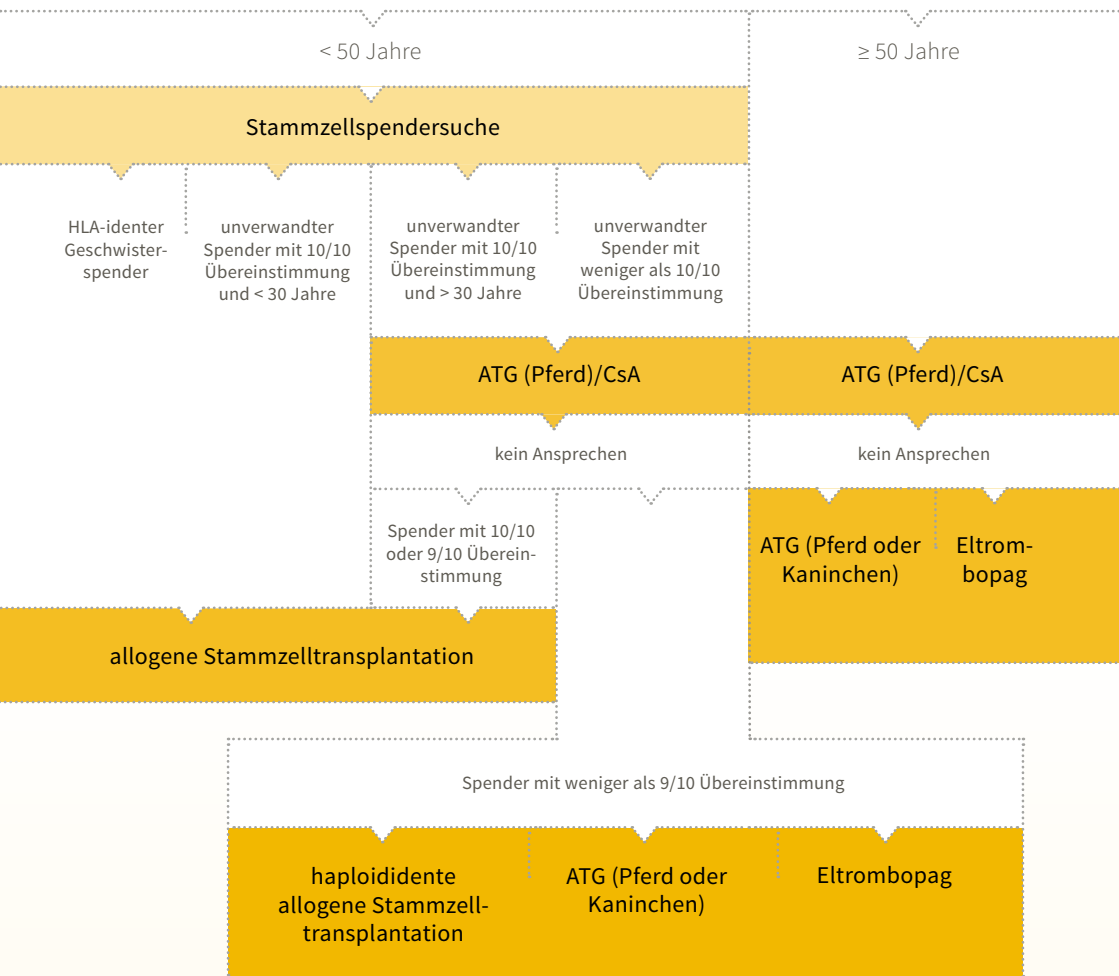 < 50 Jahre
≥ 50 Jahre
Stammzellspendersuche
HLA-identer
Geschwister-
spender
unverwandter
Spender mit 10/10
Übereinstimmung
und < 30 Jahre
unverwandter
Spender mit 10/10
Übereinstimmung
und > 30 Jahre
unverwandter
Spender mit
weniger als 10/10
Übereinstimmung
ATG (Pferd)/CsA
ATG (Pferd)/CsA
kein Ansprechen
kein Ansprechen
Spender mit 10/10
oder 9/10 Überein-
stimmung
ATG (Pferd oder
Kaninchen)
Eltrom-
bopag
allogene Stammzelltransplantation
Spender mit weniger als 9/10 Übereinstimmung
haploididente
allogene Stammzell-
transplantation
ATG (Pferd oder
Kaninchen)
Eltrombopag